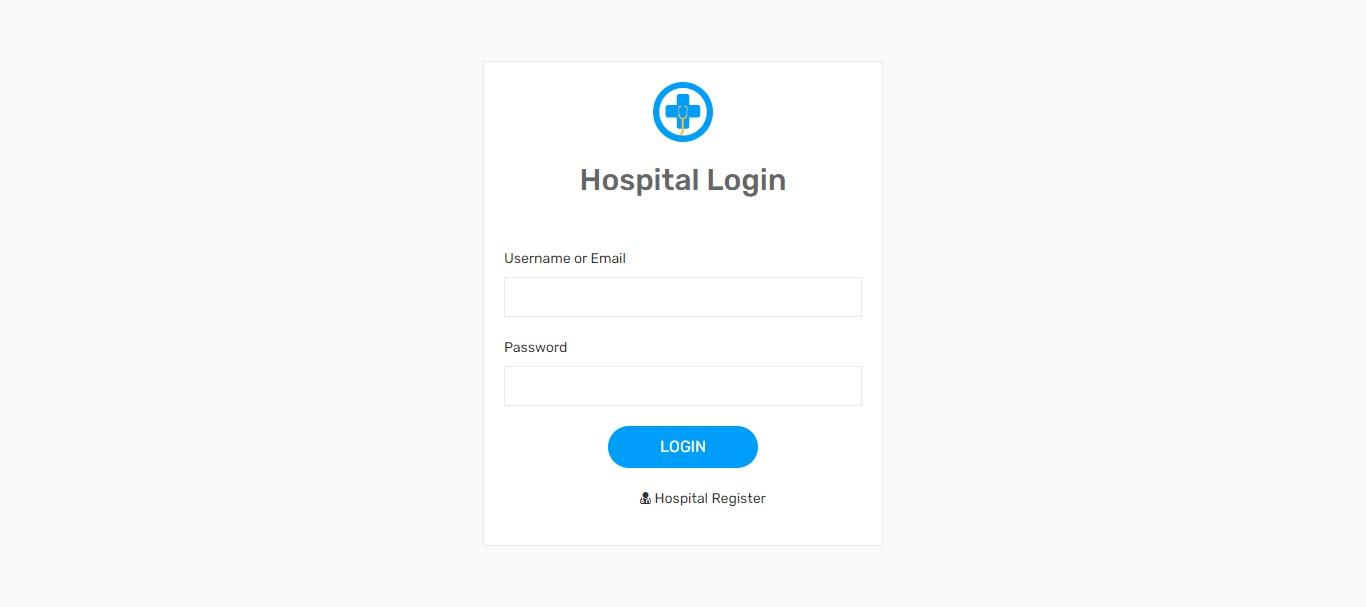 Hospital Login
Username or Email
Password
LOGIN
Hospital Register